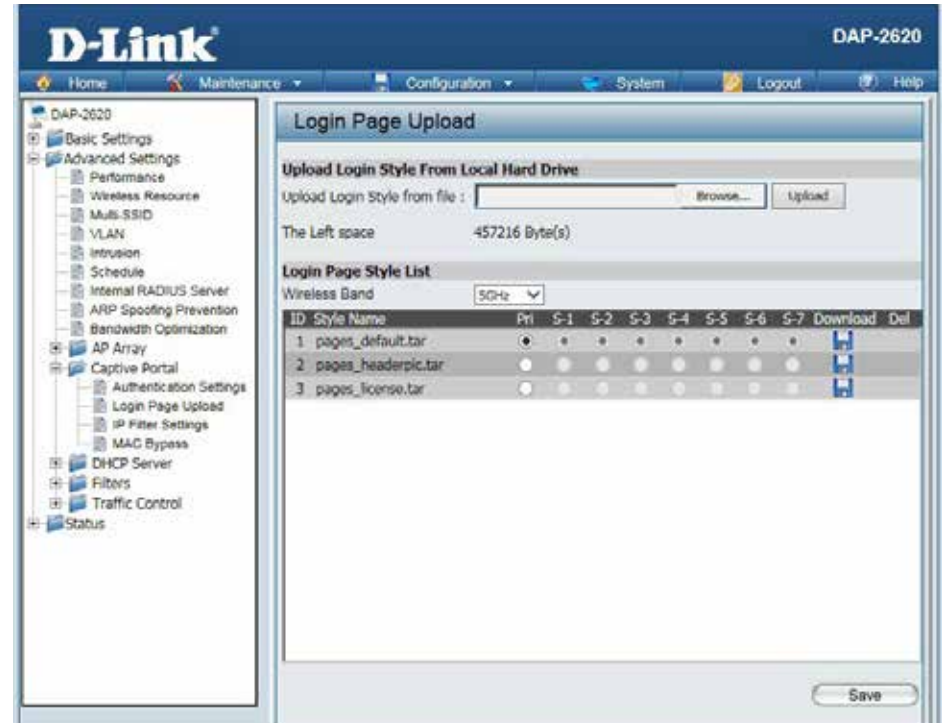 D-Link
DAP-2620
Home Maintenance Configuration System Logout Help
DAP-2620
Basic Settings
Advanced Settings
Performance
Wireless Resource
Multi-SSID
VLAN
Intrusion
Schedule
Internal RADIUS Server
ARP Spoofing Prevention
Bandwidth Optimization
AP Array
Captive Portal
Authentication Settings
Login Page Upload
IP Filter Settings
MAC Bypass
DHCP Server
Filters
Traffic Control
Status
Login Page Upload
Upload Login Style From Local Hard Drive
Upload Login Style from file : Browse... Upload
The Left space 457216 Byte(s)
Login Page Style List
Wireless Band 5GHz
ID Style Name Pri S-1 S-2 S-3 S-4 S-5 S-6 S-7 Download Del
1 pages_default.tar
2 pages_headerpic.tar
3 pages_license.tar
Save